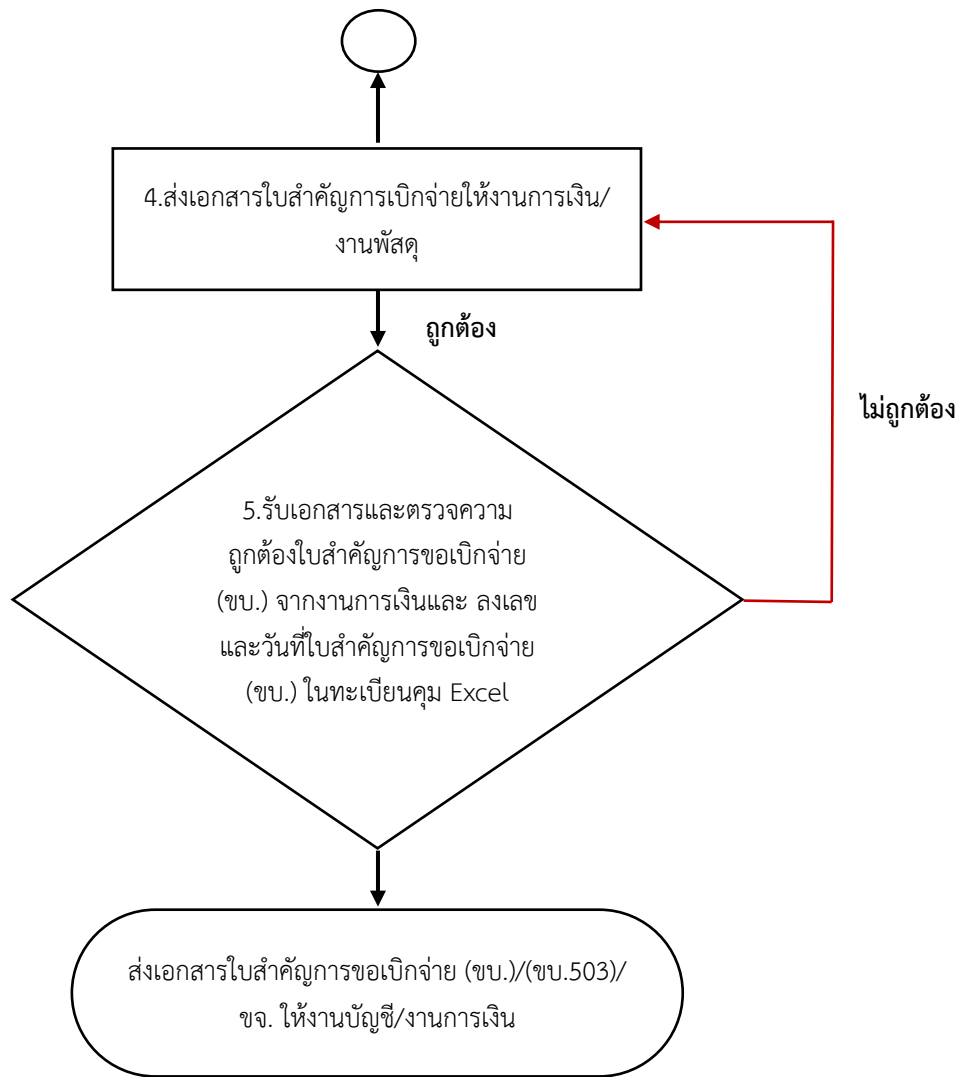 4.ส่งเอกสารใบสำคัญการเบิกจ่ายให้งานการเงิน/
งานพัสดุ
ถูกต้อง
ไม่ถูกต้อง
5.รับเอกสารและตรวจความ
ถูกต้องใบสำคัญการขอเบิกจ่าย
(ขบ.) จากงานการเงินและ ลงเลข
และวันที่ใบสำคัญการขอเบิกจ่าย
(ขบ.) ในทะเบียนคุม Excel
ส่งเอกสารใบสำคัญการขอเบิกจ่าย (ขบ.)/(ขบ.503)/
ขจ. ให้งานบัญชี/งานการเงิน